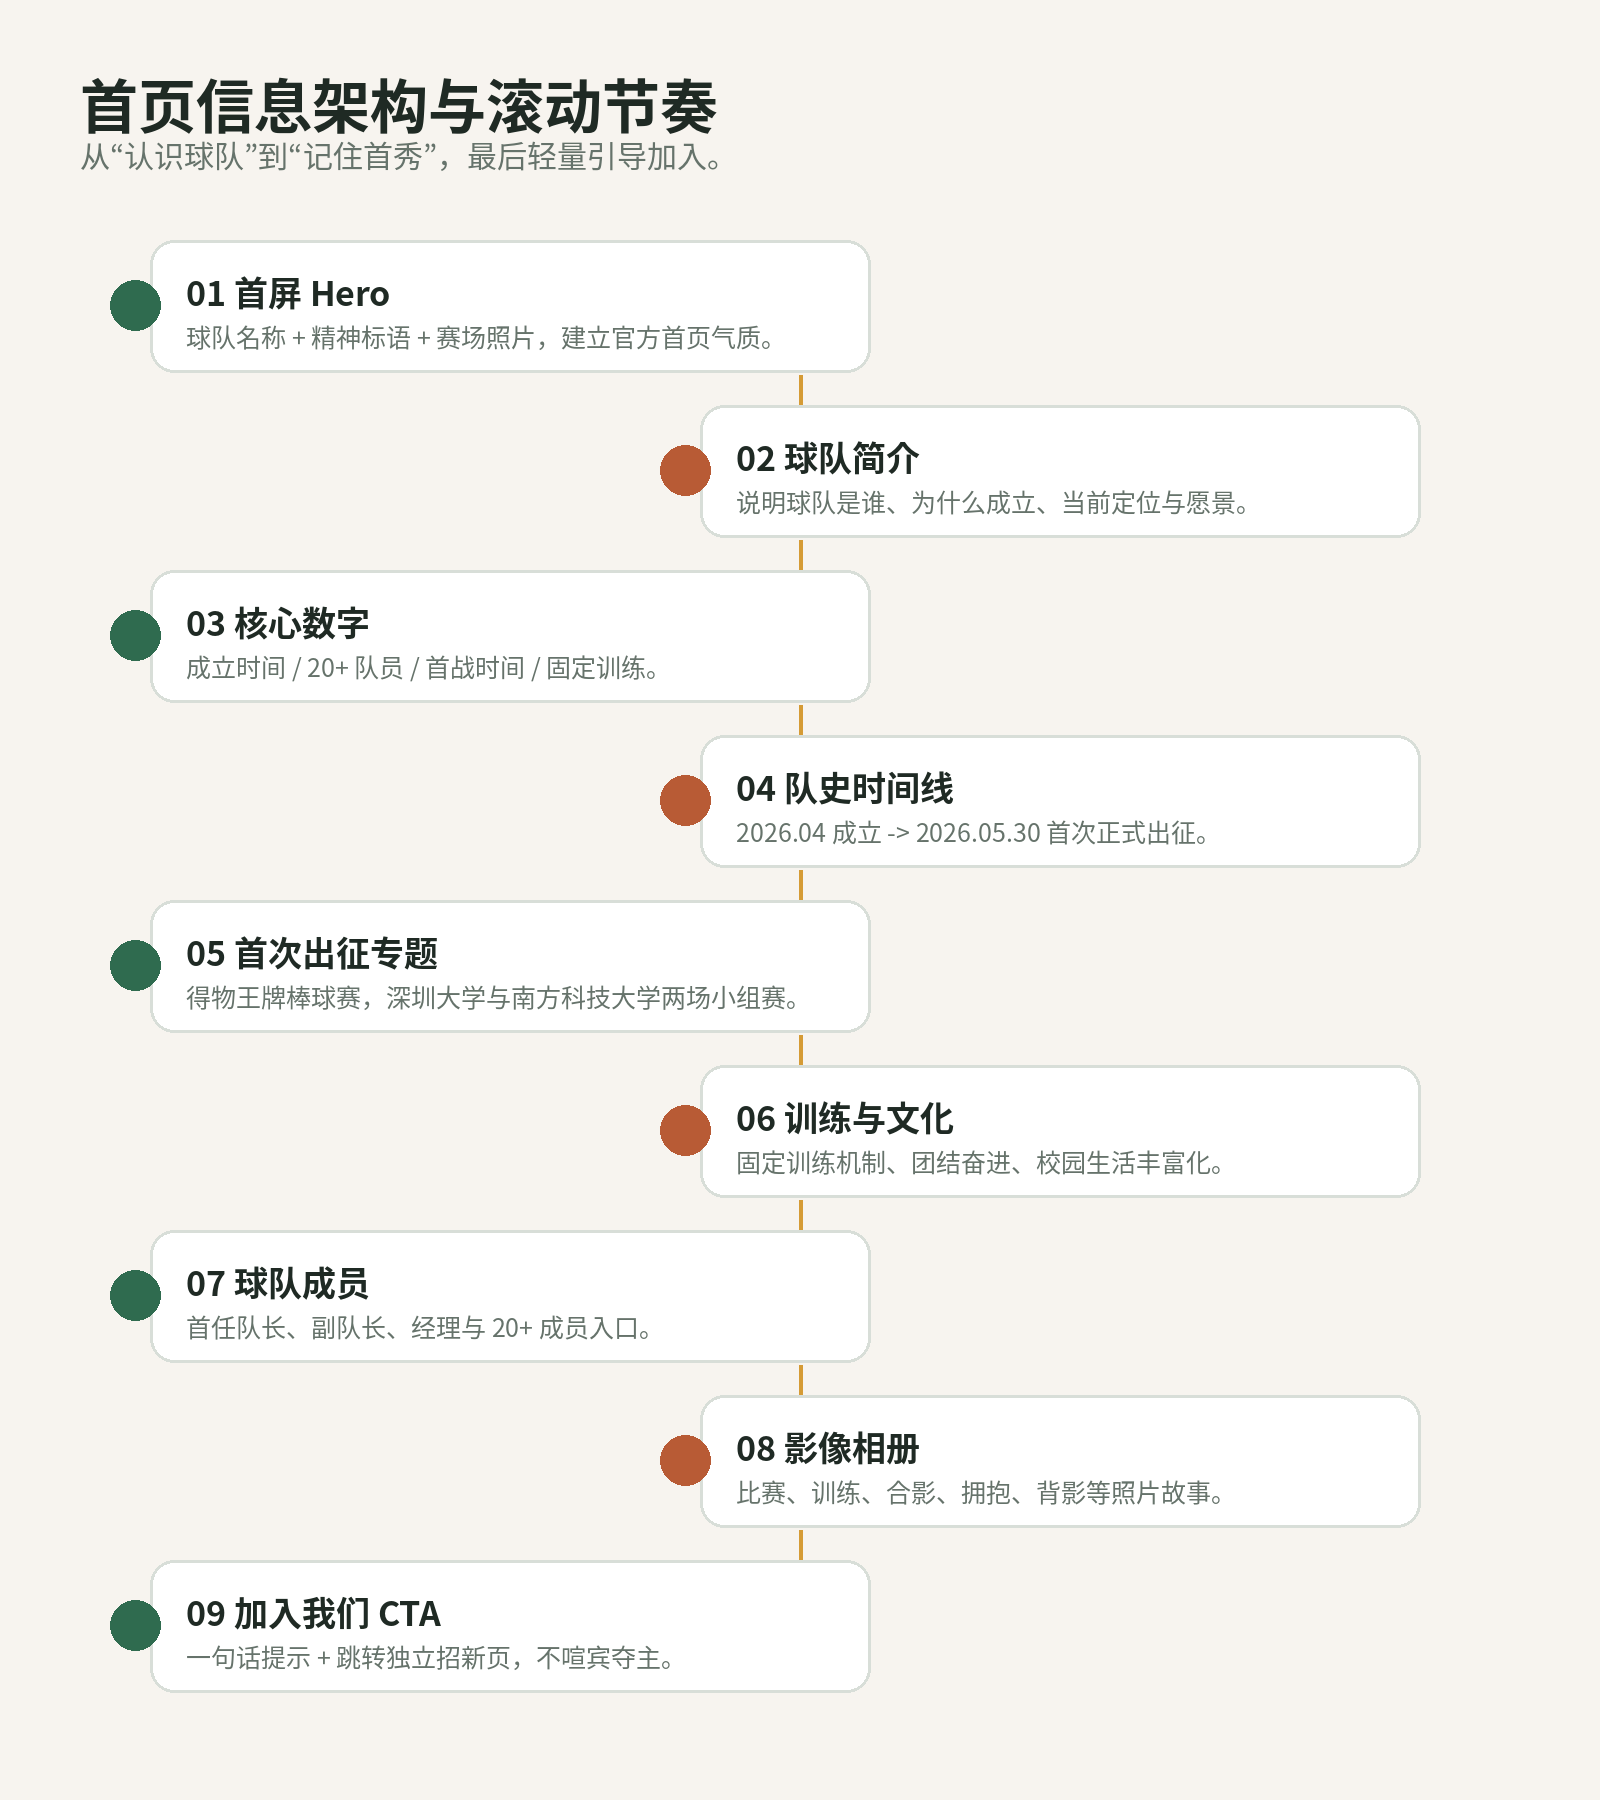 首页信息架构与滚动节奏
从“认识球队”到“记住首秀”，最后轻量引导加入。
01 首屏 Hero
球队名称 + 精神标语 + 赛场照片，建立官方首页气质。
02 球队简介
说明球队是谁、为什么成立、当前定位与愿景。
03 核心数字
成立时间 / 20+ 队员 / 首战时间 / 固定训练。
04 队史时间线
2026.04 成立 -> 2026.05.30 首次正式出征。
05 首次出征专题
得物王牌棒球赛，深圳大学与南方科技大学两场小组赛。
06 训练与文化
固定训练机制、团结奋进、校园生活丰富化。
07 球队成员
首任队长、副队长、经理与 20+ 成员入口。
08 影像相册
比赛、训练、合影、拥抱、背影等照片故事。
09 加入我们 CTA
一句话提示 + 跳转独立招新页，不喧宾夺主。